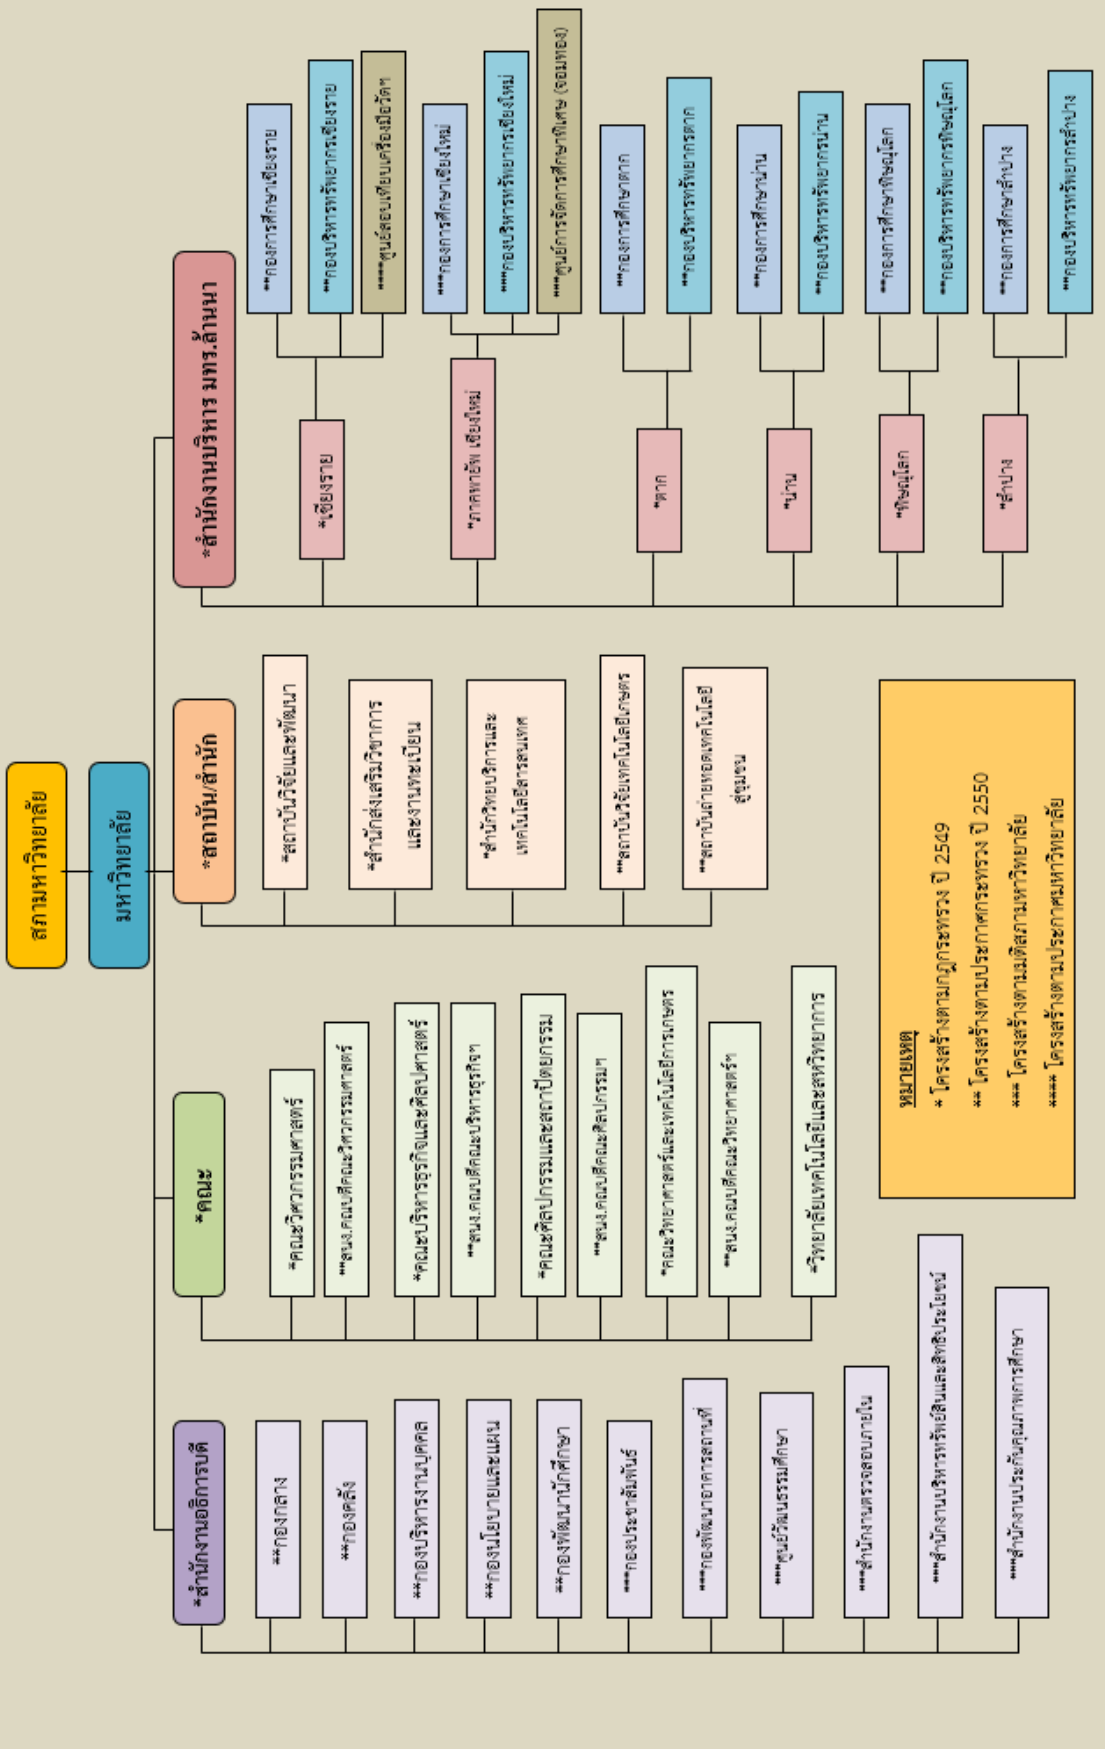 สภามหาวิทยาลัย
มหาวิทยาลัย
*สำนักงานอธิการบดี
**กองกลาง
**กองคลัง
**กองบริหารงานบุคคล
**กองนโยบายและแผน
**กองพัฒนานักศึกษา
***กองประชาสัมพันธ์
***กองพัฒนาอาคารสถานที่
***ศูนย์วัฒนธรรมศึกษา
***สำนักงานตรวจสอบภายใน
***สำนักงานบริหารทรัพย์สินและสิทธิประโยชน์
***สำนักงานประกันคุณภาพการศึกษา
*คณะ
*คณะวิศวกรรมศาสตร์
**สนง.คณบดีคณะวิศวกรรมศาสตร์
*คณะบริหารธุรกิจและศิลปศาสตร์
**สนง.คณบดีคณะบริหารธุรกิจฯ
*คณะศิลปกรรมและสถาปัตยกรรม
**สนง.คณบดีคณะศิลปกรรมฯ
*คณะวิทยาศาสตร์และเทคโนโลยีการเกษตร
**สนง.คณบดีคณะวิทยาศาสตร์ฯ
*วิทยาลัยเทคโนโลยีและสหวิทยาการ
*สถาบัน/สำนัก
*สถาบันวิจัยและพัฒนา
*สำนักส่งเสริมวิชาการ
และงานทะเบียน
*สำนักวิทยบริการและ
เทคโนโลยีสารสนเทศ
**สถาบันวิจัยเทคโนโลยีเกษตร
**สถาบันถ่ายทอดเทคโนโลยี
สู่ชุมชน
*สำนักงานบริหาร มทร.ล้านนา
*เชียงราย
**กองการศึกษาเชียงราย
**กองบริหารทรัพยากรเชียงราย
****ศูนย์สอบเทียบเครื่องมือวัดฯ
*ภาคพายัพ เชียงใหม่
***กองการศึกษาเชียงใหม่
***กองบริหารทรัพยากรเชียงใหม่
***ศูนย์การจัดการศึกษาพิเศษ (จอมทอง)
*ตาก
**กองการศึกษาตาก
**กองบริหารทรัพยากรตาก
*น่าน
**กองการศึกษาน่าน
**กองบริหารทรัพยากรน่าน
*พิษณุโลก
**กองการศึกษาพิษณุโลก
**กองบริหารทรัพยากรพิษณุโลก
*ลำปาง
**กองการศึกษาลำปาง
**กองบริหารทรัพยากรลำปาง
หมายเหตุ
* โครงสร้างตามกฎกระทรวง ปี 2549
** โครงสร้างตามประกาศกระทรวง ปี 2550
*** โครงสร้างตามมติสภามหาวิทยาลัย
**** โครงสร้างตามประกาศมหาวิทยาลัย